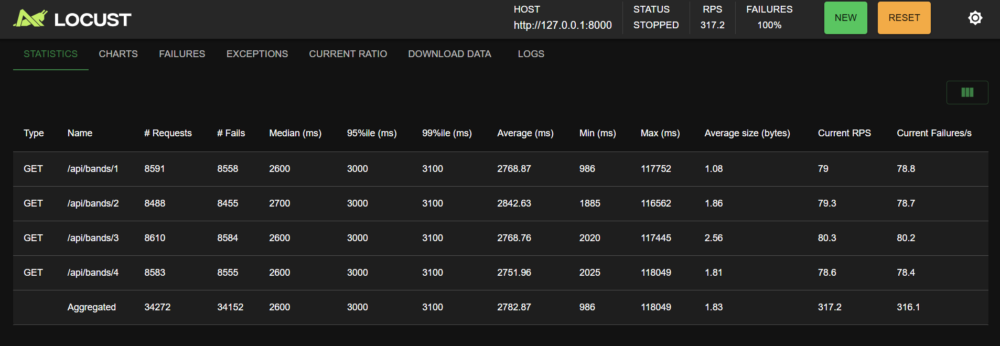 LOCUST
HOST
http://127.0.0.1:8000
STATUS
STOPPED
RPS
317.2
FAILURES
100%
NEW
RESET
STATISTICS CHARTS FAILURES EXCEPTIONS CURRENT RATIO DOWNLOAD DATA LOGS
Type Name # Requests # Fails Median (ms) 95%ile (ms) 99%ile (ms) Average (ms) Min (ms) Max (ms) Average size (bytes) Current RPS Current Failures/s
GET /api/bands/1 8591 8558 2600 3000 3100 2768.87 986 117752 1.08 79 78.8
GET /api/bands/2 8488 8455 2700 3000 3100 2842.63 1885 116562 1.86 79.3 78.7
GET /api/bands/3 8610 8584 2600 3000 3100 2768.76 2020 117445 2.56 80.3 80.2
GET /api/bands/4 8583 8555 2600 3000 3100 2751.96 2025 118049 1.81 78.6 78.4
Aggregated 34272 34152 2600 3000 3100 2782.87 986 118049 1.83 317.2 316.1